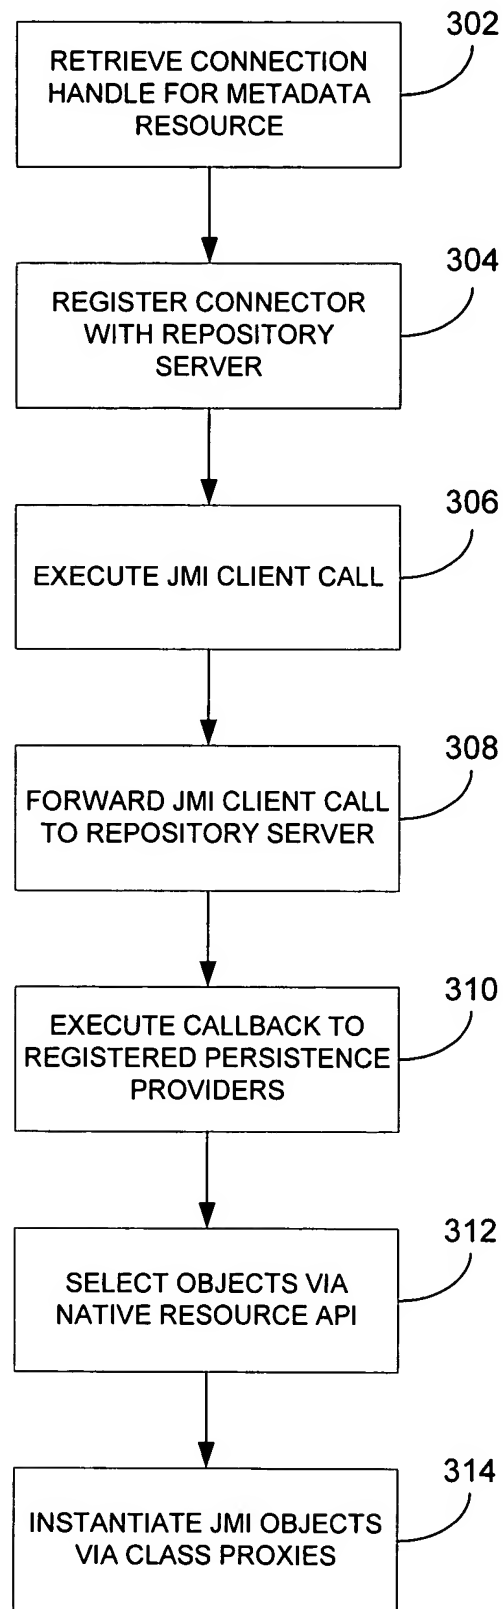 302
RETRIEVE CONNECTION
HANDLE FOR METADATA
RESOURCE
304
REGISTER CONNECTOR
WITH REPOSITORY
SERVER
306
EXECUTE JMI CLIENT CALL
308
FORWARD JMI CLIENT CALL
TO REPOSITORY SERVER
310
EXECUTE CALLBACK TO
REGISTERED PERSISTENCE
PROVIDERS
312
SELECT OBJECTS VIA
NATIVE RESOURCE API
314
INSTANTIATE JMI OBJECTS
VIA CLASS PROXIES